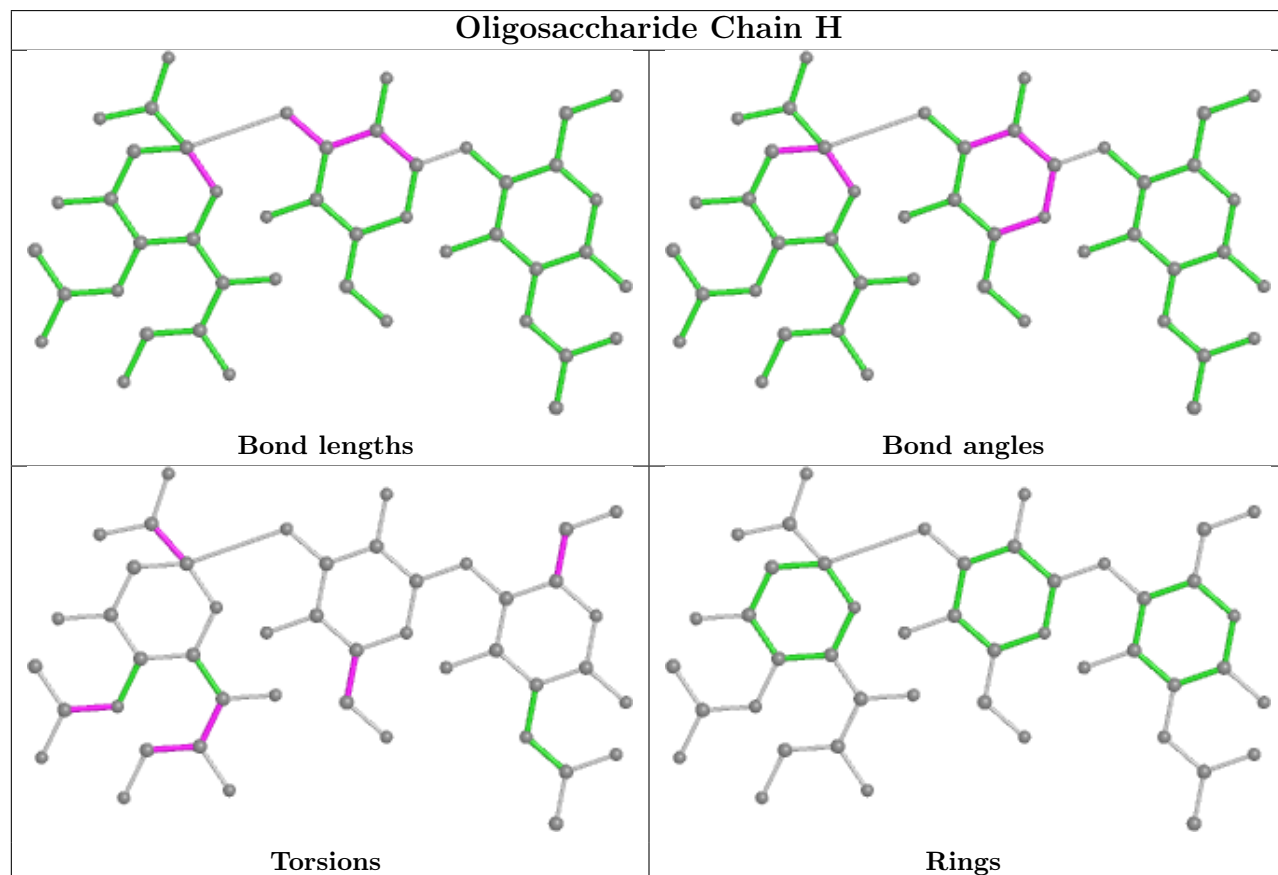 Oligosaccharide Chain H
Bond lengths
Bond angles
Torsions
Rings